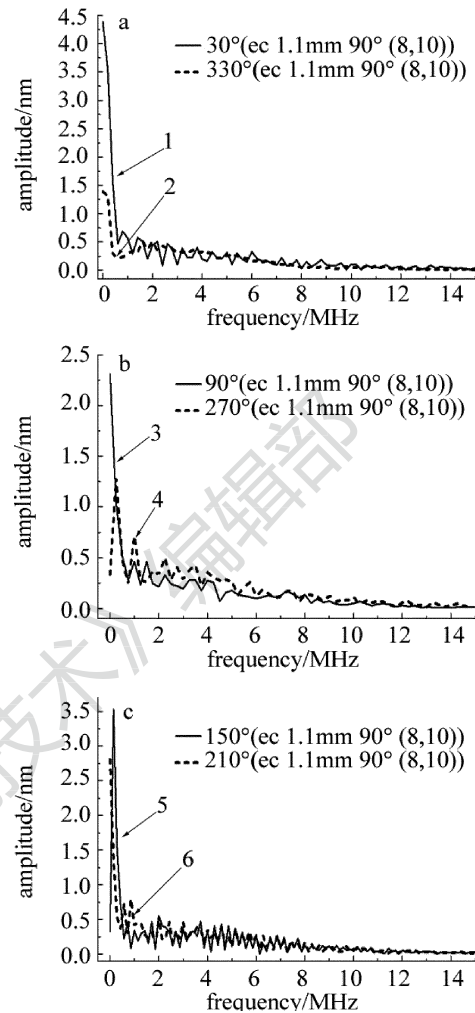 a
4.5
4.0
3.5
3.0
2.5
2.0
1.5
1.0
0.5
0.0
amplitude/nm
30°(ec 1.1mm 90° (8,10))
330°(ec 1.1mm 90° (8,10))
1
2
0 2 4 6 8 10 12 14
frequency/MHz
b
2.5
2.0
1.5
1.0
0.5
0.0
amplitude/nm
90°(ec 1.1mm 90° (8,10))
270°(ec 1.1mm 90° (8,10))
3
4
0 2 4 6 8 10 12 14
frequency/MHz
c
3.5
3.0
2.5
2.0
1.5
1.0
0.5
0.0
amplitude/nm
150°(ec 1.1mm 90° (8,10))
210°(ec 1.1mm 90° (8,10))
5
6
0 2 4 6 8 10 12 14
frequency/MHz
技术》编辑部